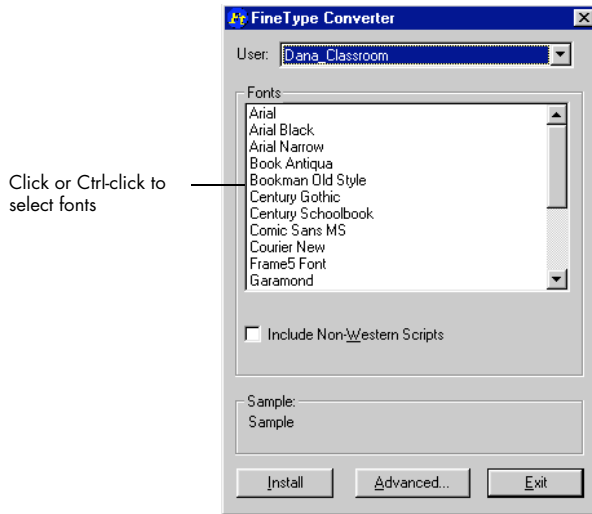 FineType Converter
User: Dana_Classroom
Fonts
Arial
Arial Black
Arial Narrow
Book Antiqua
Bookman Old Style
Century Gothic
Century Schoolbook
Comic Sans MS
Courier New
Frame5 Font
Garamond
Click or Ctrl-click to
select fonts
Include Non-Western Scripts
Sample:
Sample
Install Advanced... Exit